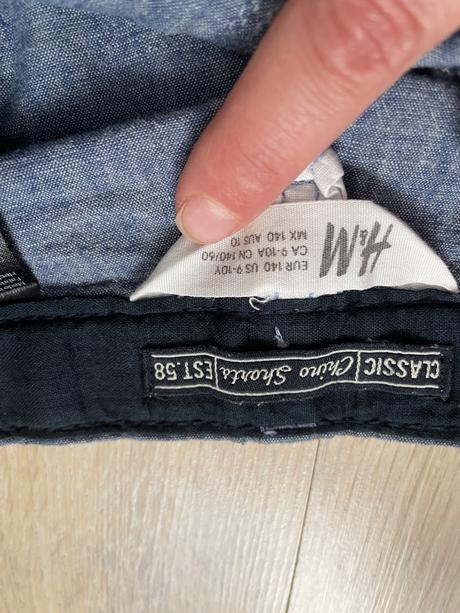 H&M
EUR 140 US 9-10Y
CA 9-10A CN 140/60
MX 140 AUS 10
CLASSIC Chino Shorts EST.58